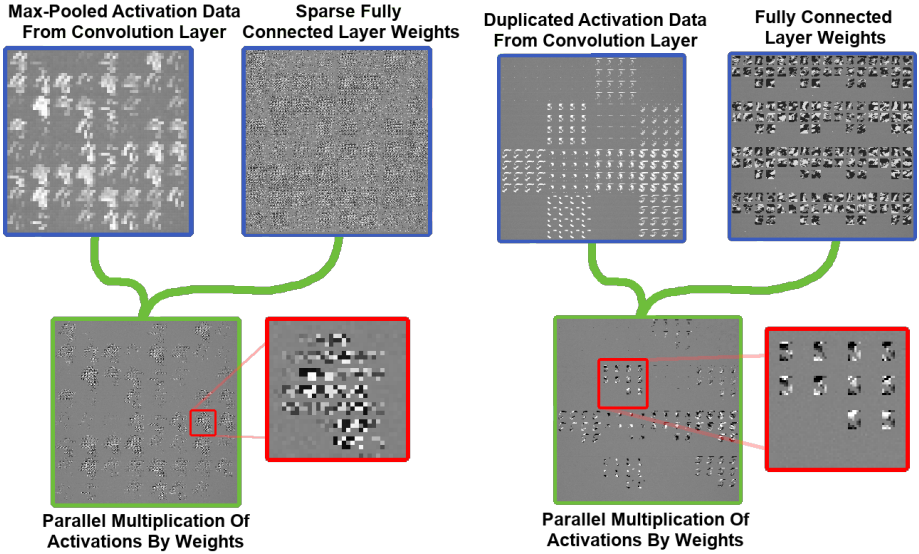 Max-Pooled Activation Data
From Convolution Layer
Sparse Fully
Connected Layer Weights
Duplicated Activation Data
From Convolution Layer
Fully Connected
Layer Weights
Parallel Multiplication Of
Activations By Weights
Parallel Multiplication Of
Activations By Weights